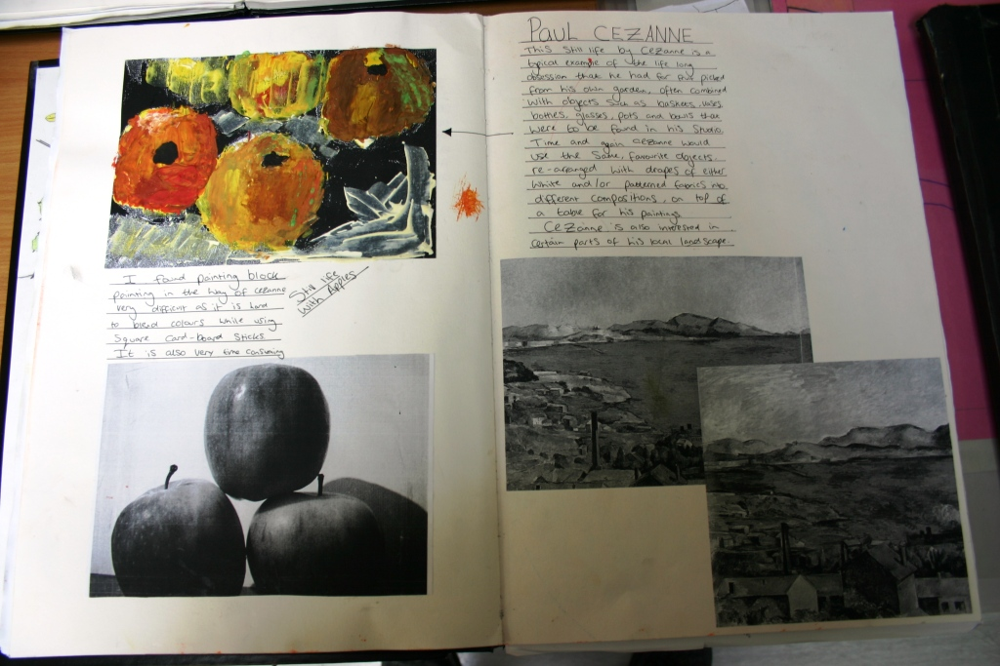 I found painting block
painting in the way of cezanne
very difficult as it is hard
to blend colours while using
square card-board sticks.
It is also very time consuming
Still life
With Apples
PAUL CEZANNE
This still life by Cezanne is a
typical example of the life long
obsession that he had for fruit picked
from his own garden, often combined
with objects such as baskets, vases,
bottles, glasses, pots and bowls that
were to be found in his studio.
Time and again cezanne would
use the same, favourite objects.
re-arranged with drapes of either
white and/or patterned fabrics into
different compositions, on top of
a table for his paintings
Cezanne is also interested in
certain parts of his local landscape.